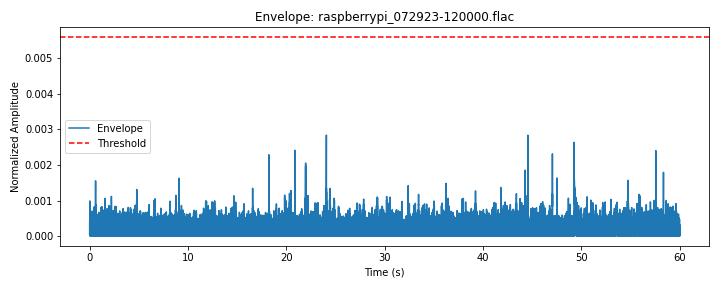 Envelope: raspberrypi_072923-120000.flac
Normalized Amplitude
0.005
0.004
0.003
0.002
0.001
0.000
Envelope
Threshold
0
10
20
30
40
50
60
Time (s)